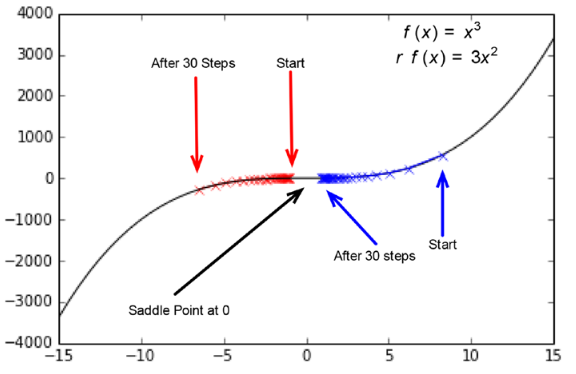 4000
3000
2000
1000
0
−1000
−2000
−3000
−4000
f (x) = x³
r f (x) = 3x²
After 30 Steps
Start
After 30 steps
Start
Saddle Point at 0
−15
−10
−5
0
5
10
15